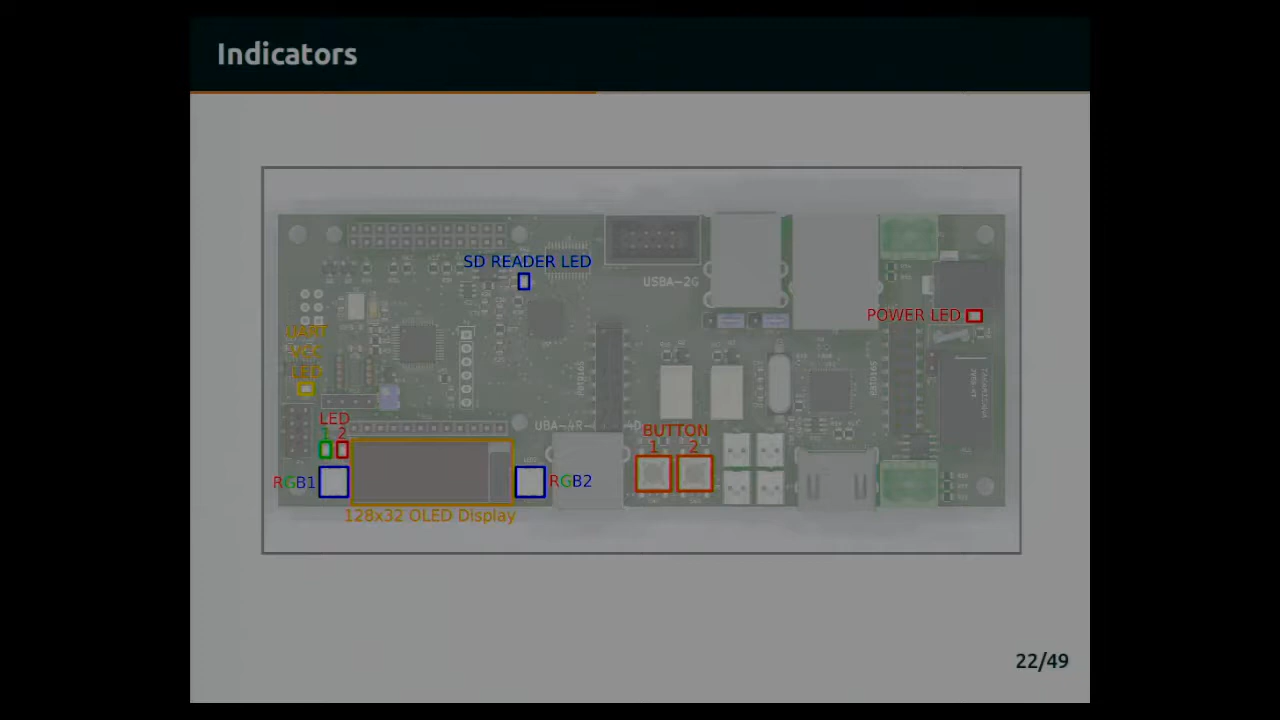 Indicators
SD READER LED
USBA-2G
POWER LED
UART
VCC
LED
LED
1 2
BUTTON
1 2
RGB1
RGB2
128x32 OLED Display
22/49